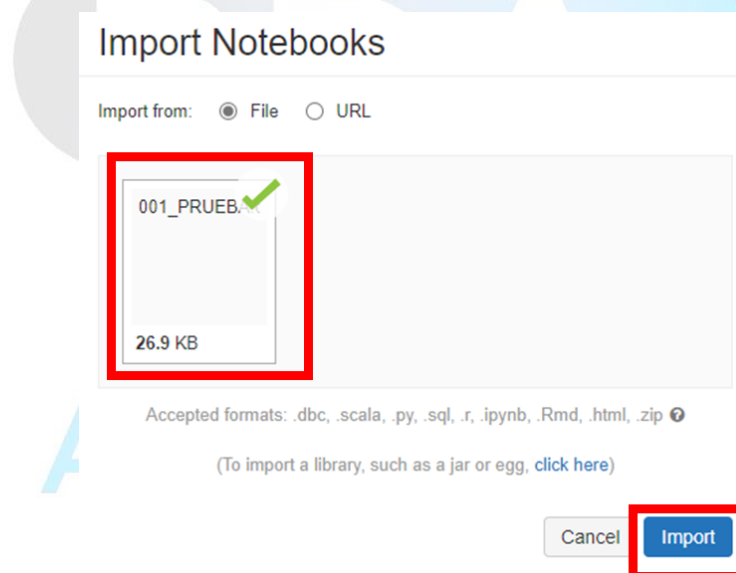 Import Notebooks
Import from: File URL
001_PRUEBA
26.9 KB
Accepted formats: .dbc, .scala, .py, .sql, .r, .ipynb, .Rmd, .html, .zip
(To import a library, such as a jar or egg, click here)
Cancel Import